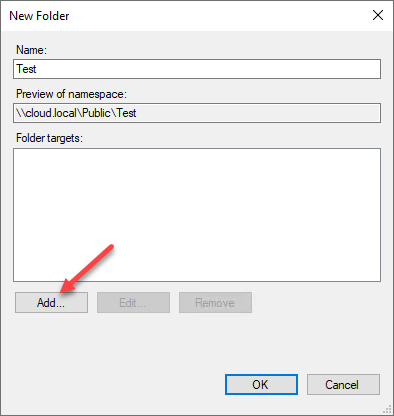 New Folder
Name:
Test
Preview of namespace:
\\cloud.local\Public\Test
Folder targets:
Add... Edit... Remove
OK Cancel